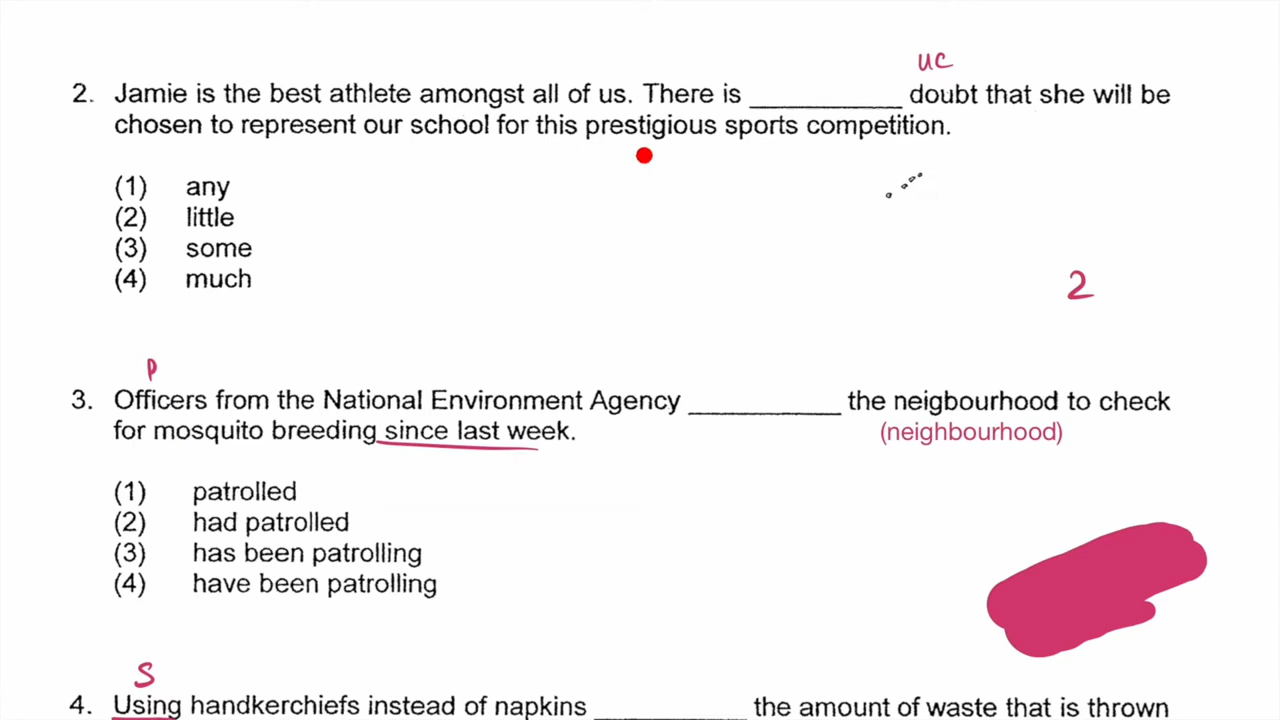 uc
2. Jamie is the best athlete amongst all of us. There is __________ doubt that she will be
chosen to represent our school for this prestigious sports competition.
(1) any
(2) little
(3) some
(4) much
2
P
3. Officers from the National Environment Agency __________ the neigbourhood to check
for mosquito breeding since last week.
(neighbourhood)
(1) patrolled
(2) had patrolled
(3) has been patrolling
(4) have been patrolling
S
4. Using handkerchiefs instead of napkins __________ the amount of waste that is thrown